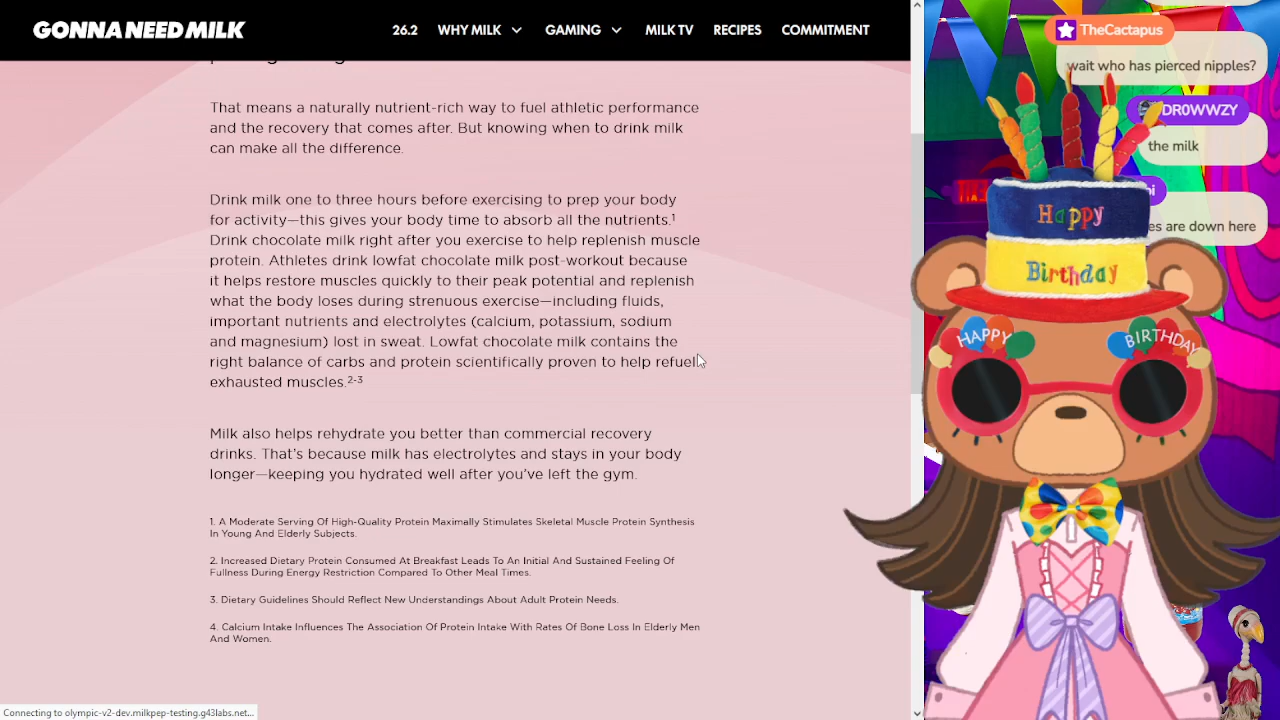 GONNA NEED MILK
26.2 WHY MILK GAMING MILK TV RECIPES COMMITMENT
That means a naturally nutrient-rich way to fuel athletic performance
and the recovery that comes after. But knowing when to drink milk
can make all the difference.
Drink milk one to three hours before exercising to prep your body
for activity—this gives your body time to absorb all the nutrients.1
Drink chocolate milk right after you exercise to help replenish muscle
protein. Athletes drink lowfat chocolate milk post-workout because
it helps restore muscles quickly to their peak potential and replenish
what the body loses during strenuous exercise—including fluids,
important nutrients and electrolytes (calcium, potassium, sodium
and magnesium) lost in sweat. Lowfat chocolate milk contains the
right balance of carbs and protein scientifically proven to help refuel
exhausted muscles.2-3
Milk also helps rehydrate you better than commercial recovery
drinks. That’s because milk has electrolytes and stays in your body
longer—keeping you hydrated well after you’ve left the gym.
1. A Moderate Serving Of High-Quality Protein Maximally Stimulates Skeletal Muscle Protein Synthesis
In Young And Elderly Subjects.
2. Increased Dietary Protein Consumed At Breakfast Leads To An Initial And Sustained Feeling Of
Fullness During Energy Restriction Compared To Other Meal Times.
3. Dietary Guidelines Should Reflect New Understandings About Adult Protein Needs.
4. Calcium Intake Influences The Association Of Protein Intake With Rates Of Bone Loss In Elderly Men
And Women.
Connecting to olympic-v2-dev.milkpep-testing.g43labs.net...
TheCactapus
wait who has pierced nipples?
DR0WWZY
the milk
are down here
Happy
Birthday
HAPPY
BIRTHDAY